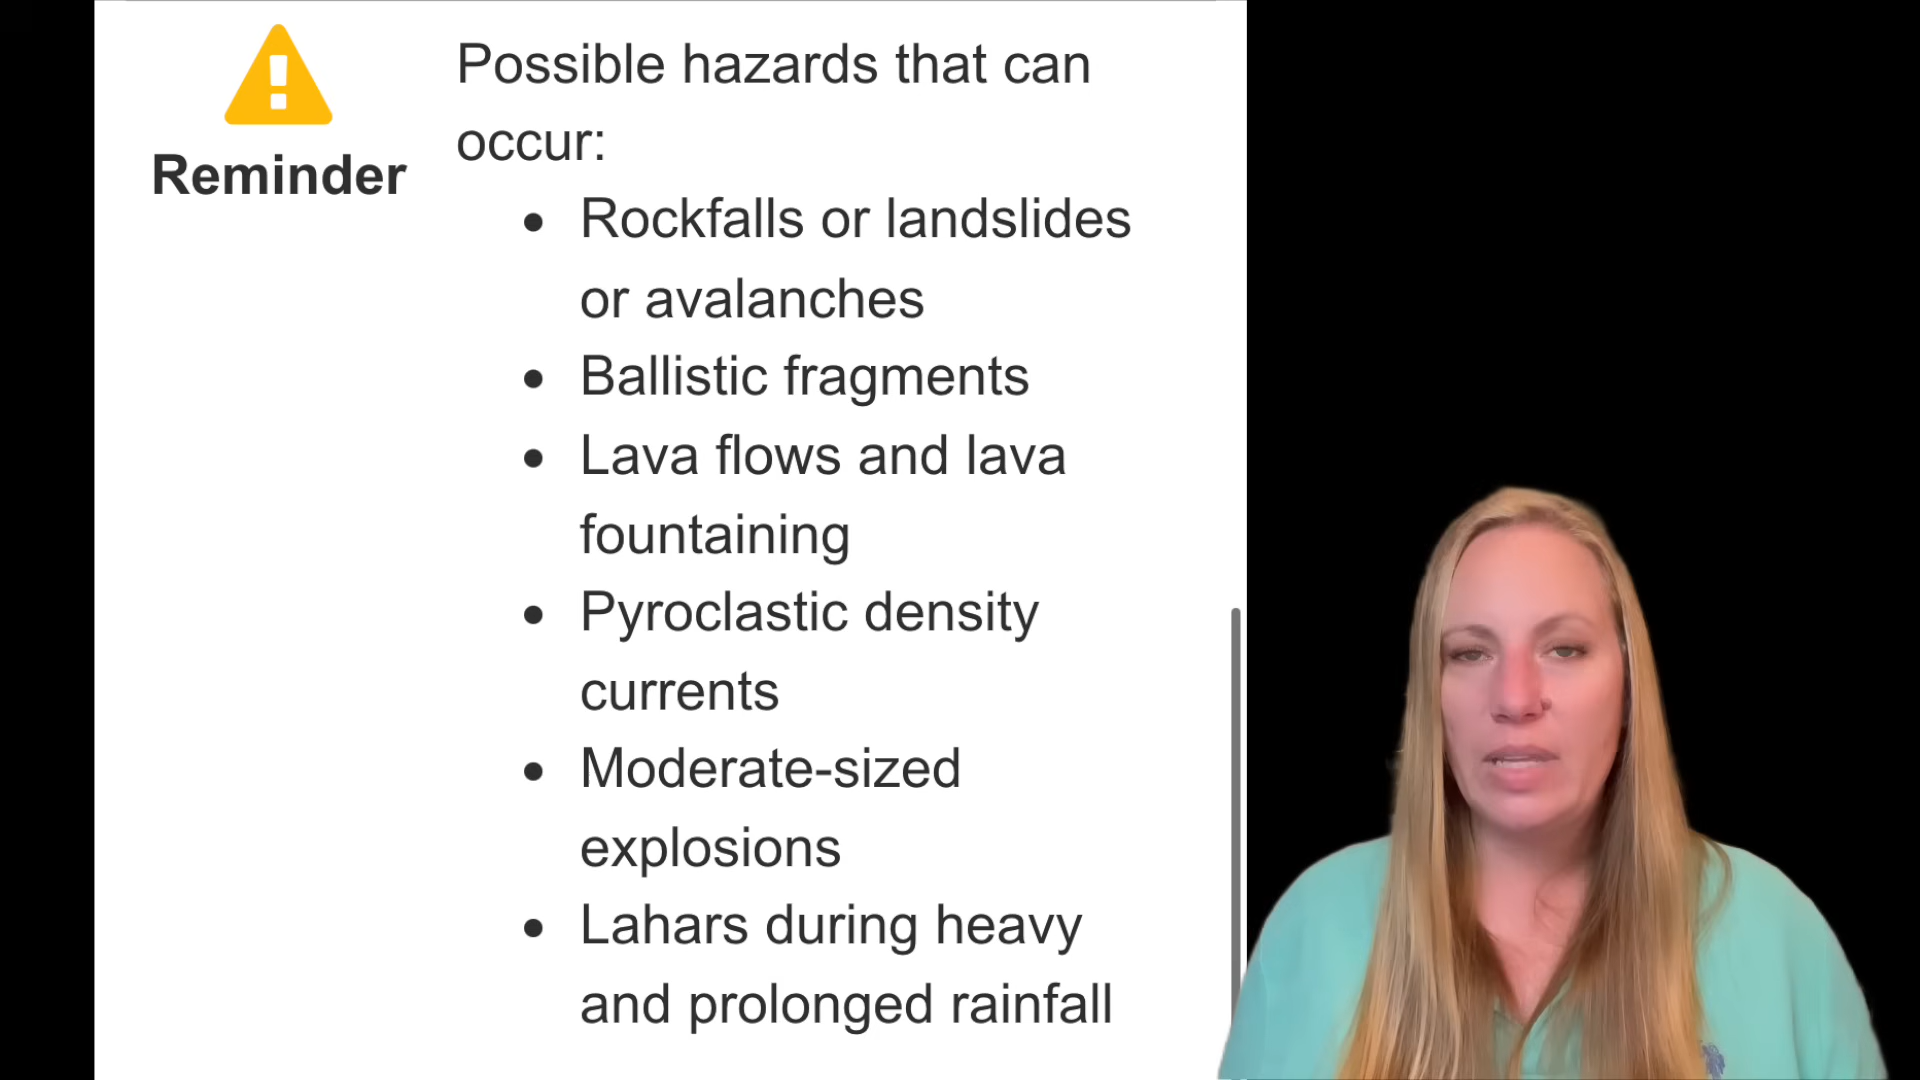 Reminder
Possible hazards that can
occur:
• Rockfalls or landslides
or avalanches
• Ballistic fragments
• Lava flows and lava
fountaining
• Pyroclastic density
currents
• Moderate-sized
explosions
• Lahars during heavy
and prolonged rainfall